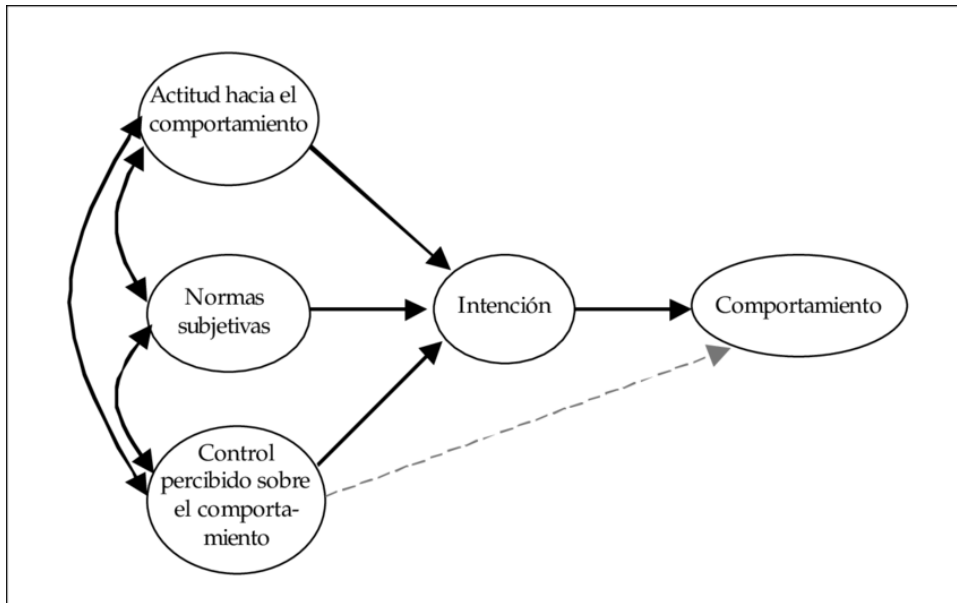 Actitud hacia el
comportamiento
Normas
subjetivas
Control
percibido sobre
el comporta-
miento
Intención
Comportamiento